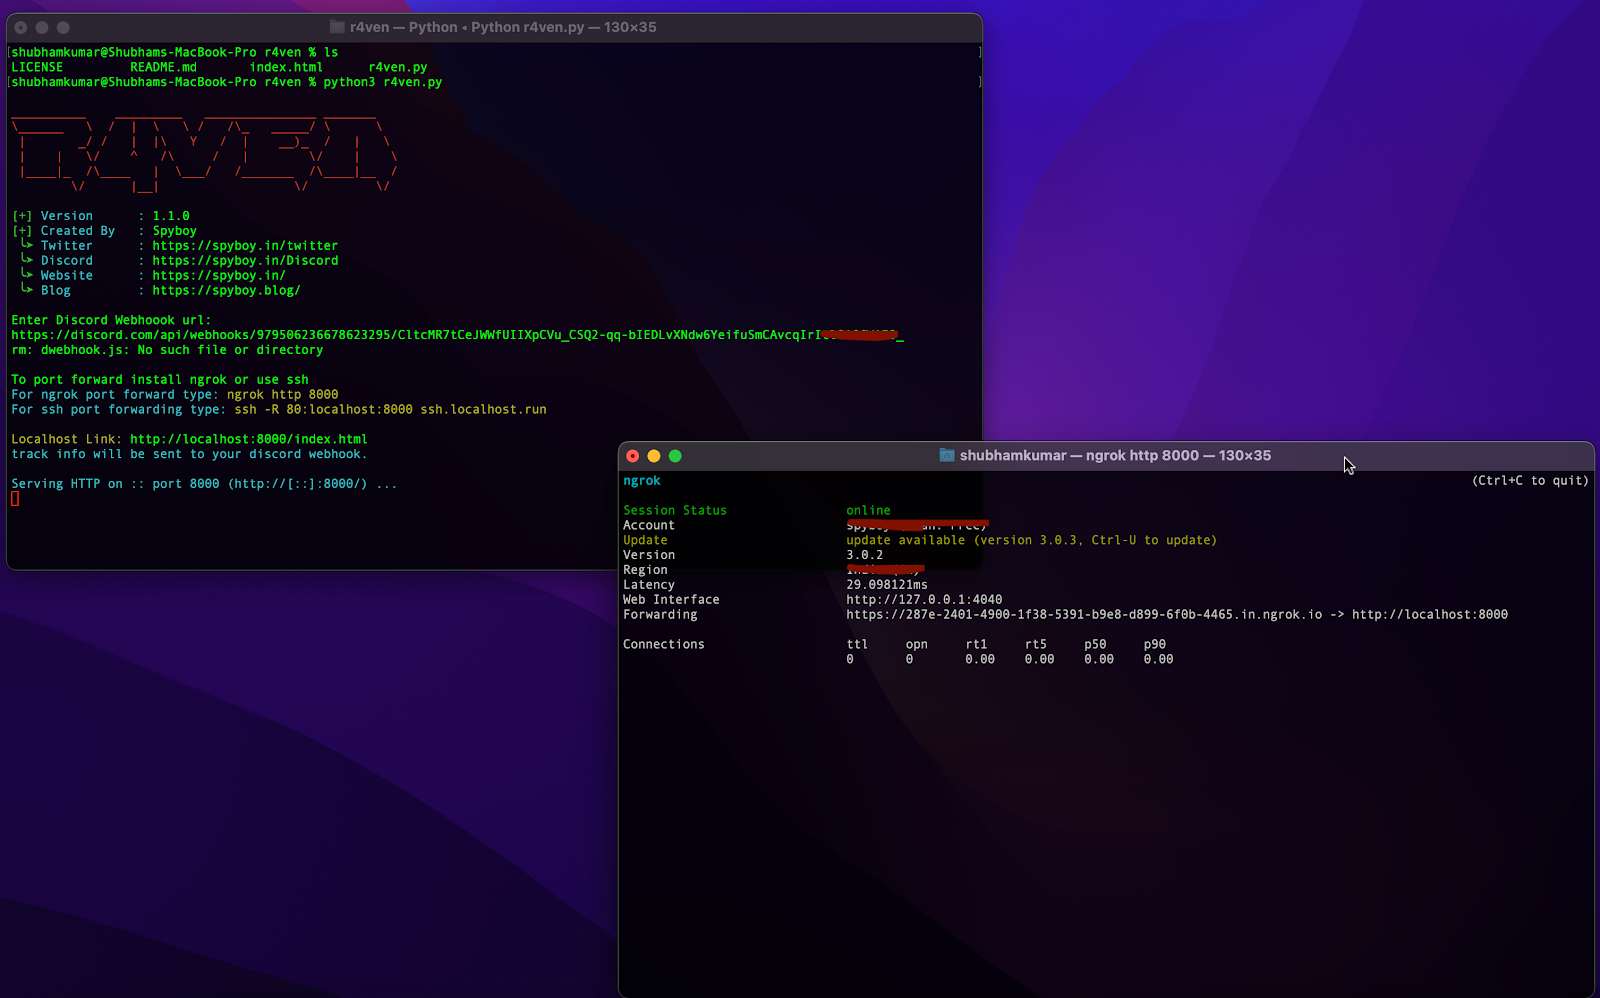 r4ven — Python ◂ Python r4ven.py — 130×35
[shubhamkumar@Shubhams-MacBook-Pro r4ven % ls ]
LICENSE README.md index.html r4ven.py
[shubhamkumar@Shubhams-MacBook-Pro r4ven % python3 r4ven.py ]
R4VEN
[+] Version : 1.1.0
[+] Created By : Spyboy
╰➤ Twitter : https://spyboy.in/twitter
╰➤ Discord : https://spyboy.in/Discord
╰➤ Website : https://spyboy.in/
╰➤ Blog : https://spyboy.blog/
Enter Discord Webhoook url:
https://discord.com/api/webhooks/979506236678623295/CltcMR7tCeJWWfUIIXpCVu_CSQ2-qq-bIEDLvXNdw6YeifuSmCAvcqIrI
rm: dwebhook.js: No such file or directory
To port forward install ngrok or use ssh
For ngrok port forward type: ngrok http 8000
For ssh port forwarding type: ssh -R 80:localhost:8000 ssh.localhost.run
Localhost Link: http://localhost:8000/index.html
track info will be sent to your discord webhook.
Serving HTTP on :: port 8000 (http://[::]:8000/) ...
shubhamkumar — ngrok http 8000 — 130×35
ngrok (Ctrl+C to quit)
Session Status online
Account
Update update available (version 3.0.3, Ctrl-U to update)
Version 3.0.2
Region
Latency 29.098121ms
Web Interface http://127.0.0.1:4040
Forwarding https://287e-2401-4900-1f38-5391-b9e8-d899-6f0b-4465.in.ngrok.io -> http://localhost:8000
Connections ttl opn rt1 rt5 p50 p90
0 0 0.00 0.00 0.00 0.00